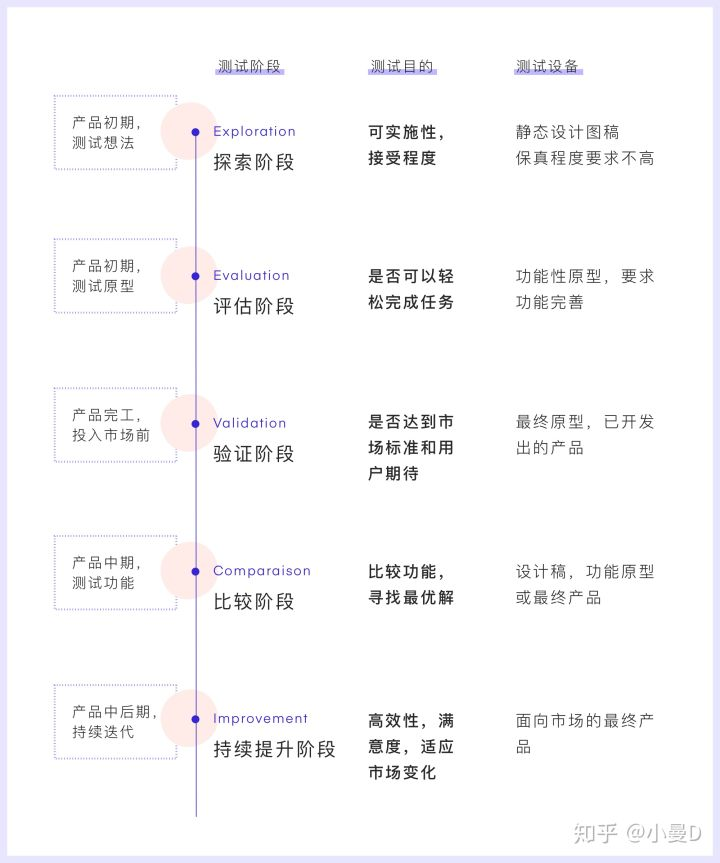 测试阶段
测试目的
测试设备
产品初期，
测试想法
Exploration
探索阶段
可实施性，
接受程度
静态设计图稿
保真程度要求不高
产品初期，
测试原型
Evaluation
评估阶段
是否可以轻
松完成任务
功能性原型，要求
功能完善
产品完工，
投入市场前
Validation
验证阶段
是否达到市
场标准和用
户期待
最终原型，已开发
出的产品
产品中期，
测试功能
Comparaison
比较阶段
比较功能，
寻找最优解
设计稿，功能原型
或最终产品
产品中后期，
持续迭代
Improvement
持续提升阶段
高效性，满
意度，适应
市场变化
面向市场的最终产
品
知乎 @小曼D